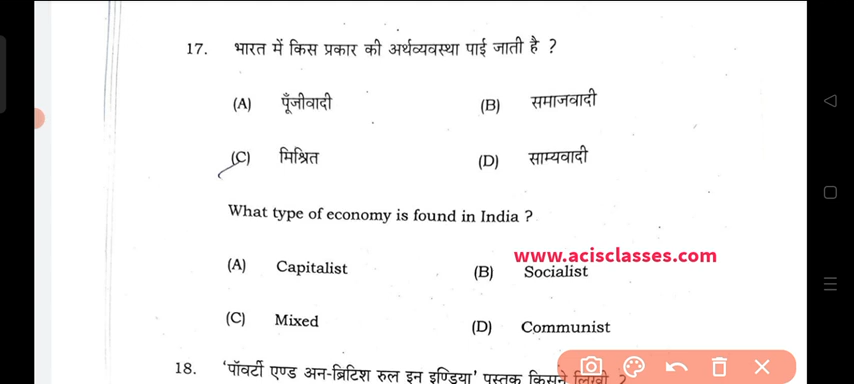 17. भारत में किस प्रकार की अर्थव्यवस्था पाई जाती है ?
(A) पूँजीवादी (B) समाजवादी
(C) मिश्रित (D) साम्यवादी
What type of economy is found in India ?
www.acisclasses.com
(A) Capitalist (B) Socialist
(C) Mixed (D) Communist
18. 'पॉवर्टी एण्ड अन-ब्रिटिश रुल इन इण्डिया' पुस्तक किसने लिखी ?